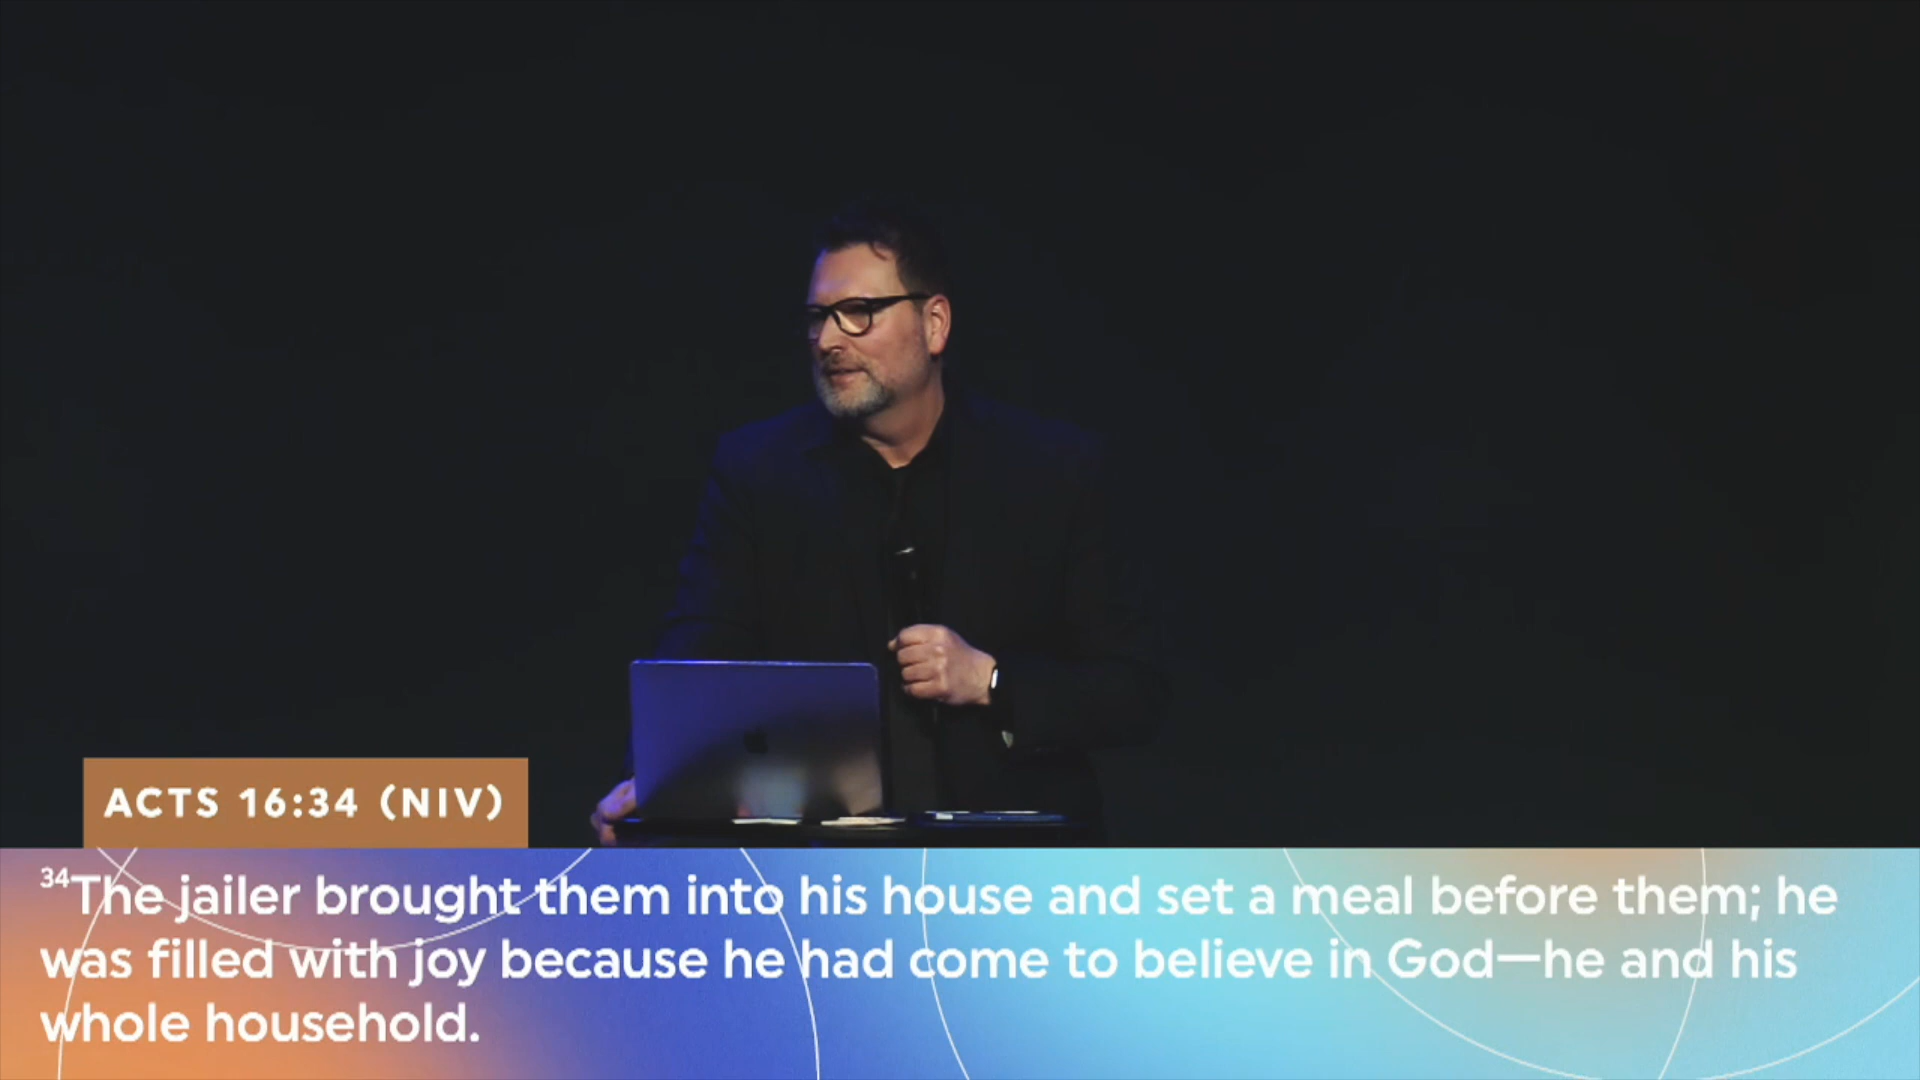 ACTS 16:34 (NIV)
34The jailer brought them into his house and set a meal before them; he
was filled with joy because he had come to believe in God—he and his
whole household.